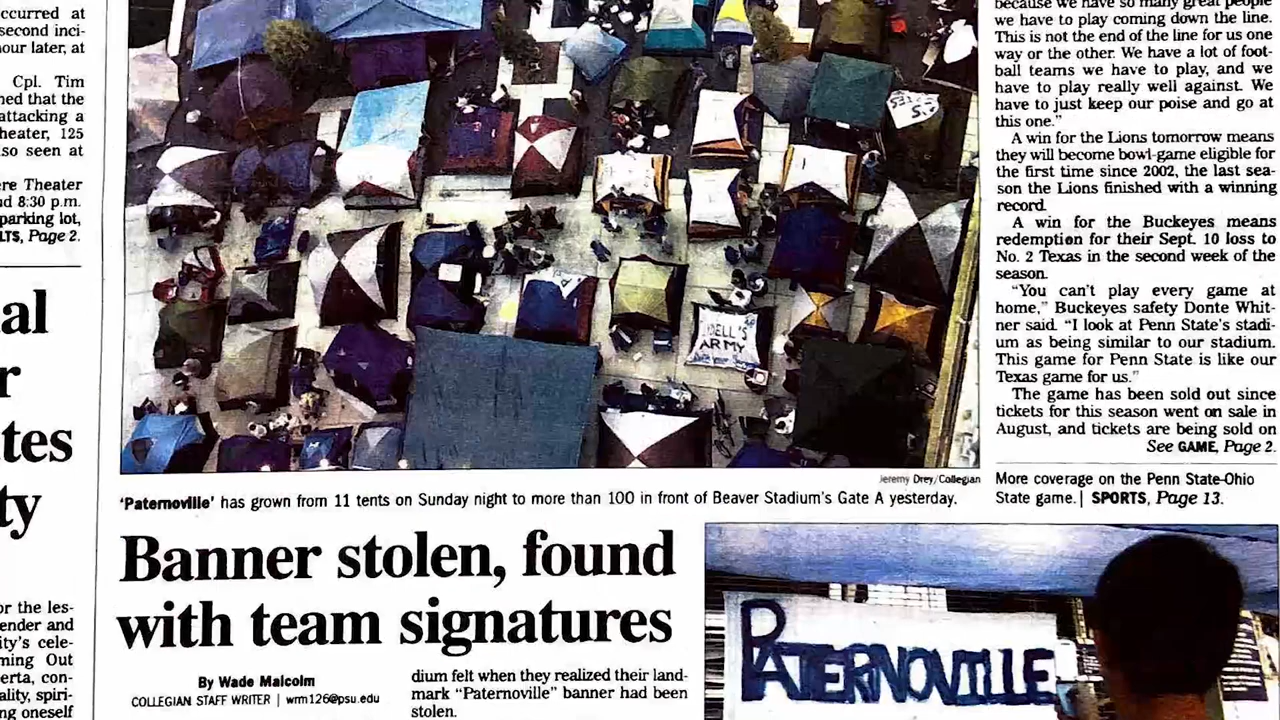 ccurred at
second inci-
hour later, at
Cpl. Tim
ned that the
attacking a
heater, 125
so seen at
ere Theater
nd 8:30 p.m.
parking lot,
LTS, Page 2.
al
r
tes
ty
or the les-
ender and
ity's cele-
ming Out
erta, con-
ality, spiri-
ng oneself
DELL'S
ARMY
Jeremy Drey/Collegian
'Paternoville' has grown from 11 tents on Sunday night to more than 100 in front of Beaver Stadium's Gate A yesterday.
Banner stolen, found
with team signatures
By Wade Malcolm
COLLEGIAN STAFF WRITER | wrm126@psu.edu
dium felt when they realized their land-
mark "Paternoville" banner had been
stolen.
because we have so many great people
we have to play coming down the line.
This is not the end of the line for us one
way or the other. We have a lot of foot-
ball teams we have to play, and we
have to play really well against. We
have to just keep our poise and go at
this one."
A win for the Lions tomorrow means
they will become bowl-game eligible for
the first time since 2002, the last sea-
son the Lions finished with a winning
record.
A win for the Buckeyes means
redemption for their Sept. 10 loss to
No. 2 Texas in the second week of the
season.
"You can't play every game at
home," Buckeyes safety Donte Whit-
ner said. "I look at Penn State's stadi-
um as being similar to our stadium.
This game for Penn State is like our
Texas game for us."
The game has been sold out since
tickets for this season went on sale in
August, and tickets are being sold on
See GAME, Page 2.
More coverage on the Penn State-Ohio
State game. | SPORTS, Page 13.
PATERNOVILLE